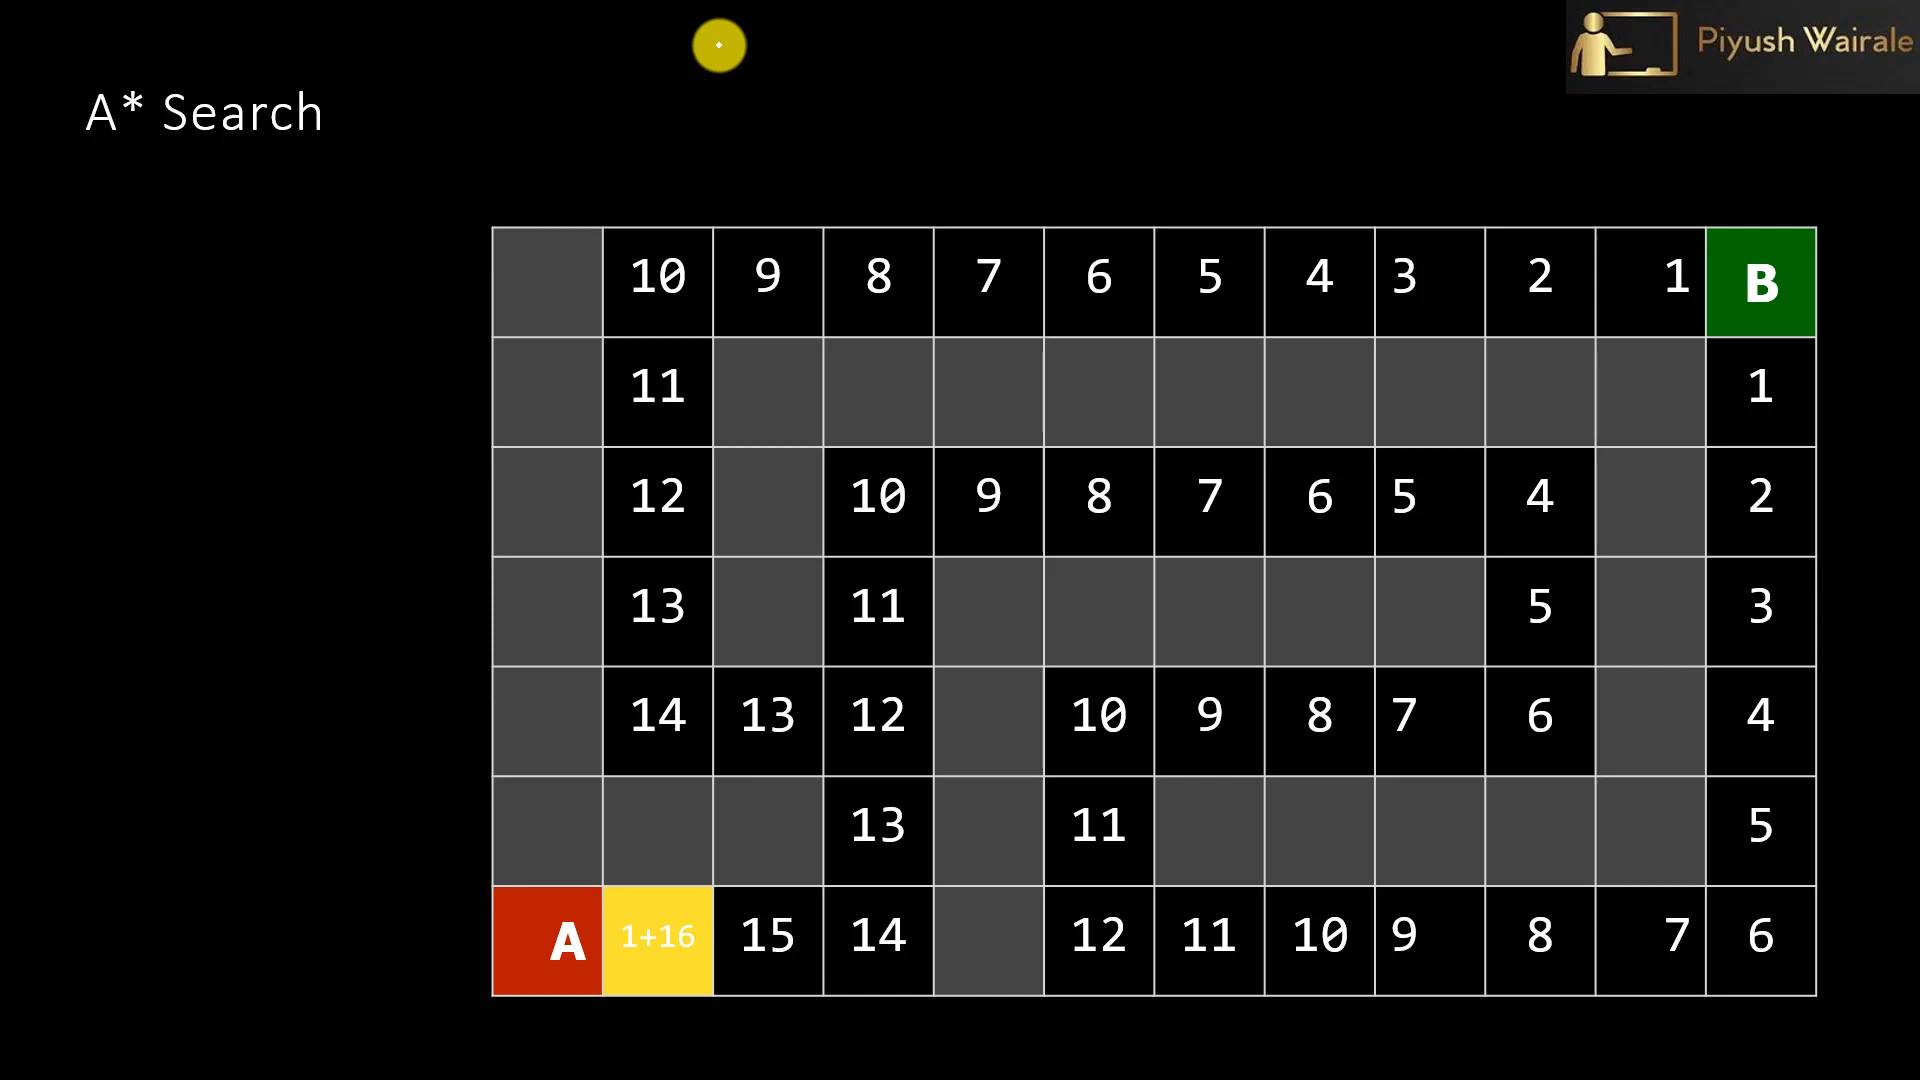 Piyush Wairale
A* Search
10 9 8 7 6 5 4 3 2 1 B
11 1
12 10 9 8 7 6 5 4 2
13 11 5 3
14 13 12 10 9 8 7 6 4
13 11 5
A 1+16 15 14 12 11 10 9 8 7 6